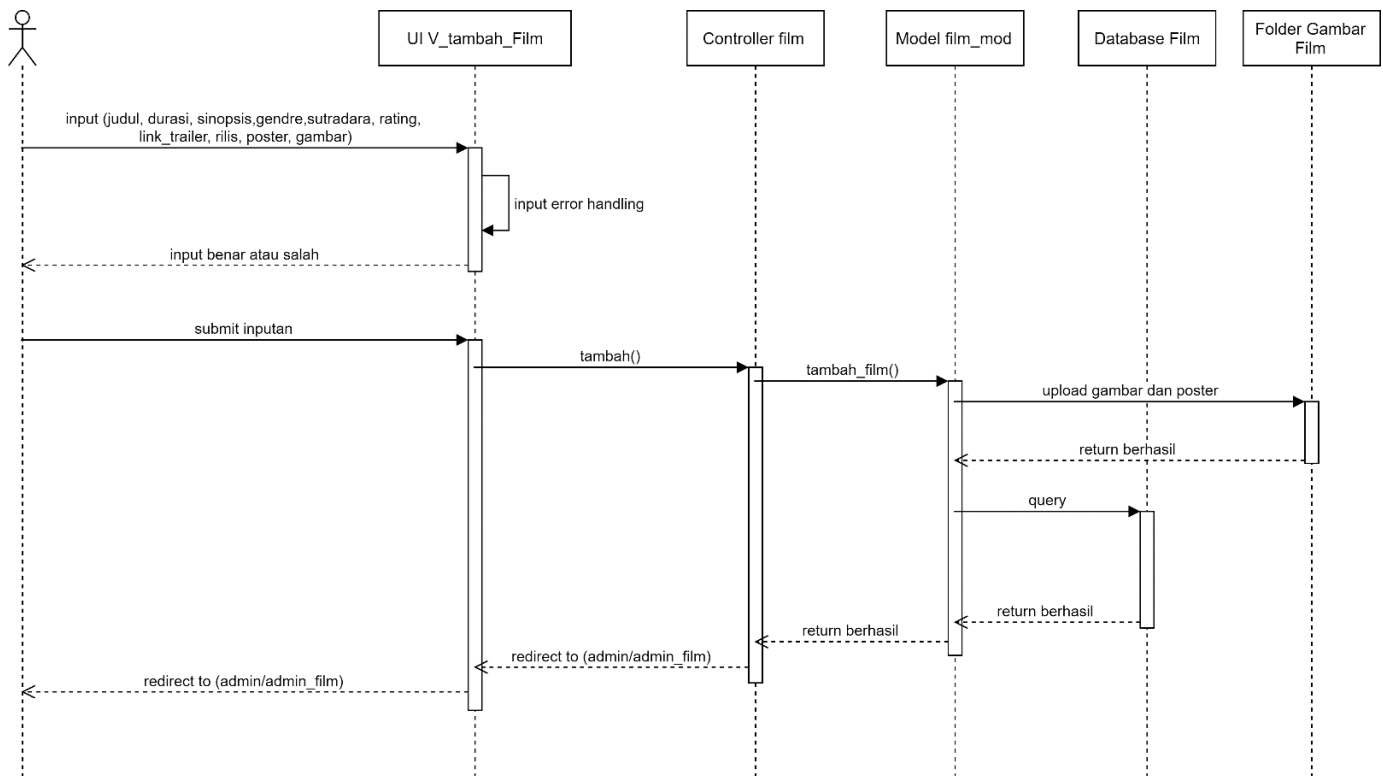 UI V_tambah_Film
Controller film
Model film_mod
Database Film
Folder Gambar
Film
input (judul, durasi, sinopsis,gendre,sutradara, rating,
link_trailer, rilis, poster, gambar)
input error handling
input benar atau salah
submit inputan
tambah()
tambah_film()
upload gambar dan poster
return berhasil
query
return berhasil
return berhasil
redirect to (admin/admin_film)
redirect to (admin/admin_film)